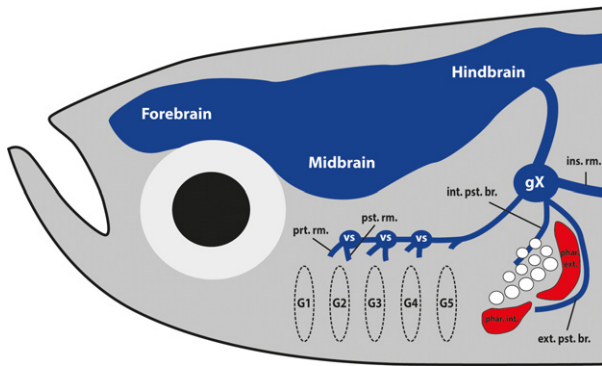 Hindbrain
Forebrain
Midbrain
gX
ins. rm.
int. pst. br.
pst. rm.
prt. rm.
vs
vs
vs
phar.
ext.
G1
G2
G3
G4
G5
phar. int.
ext. pst. br.